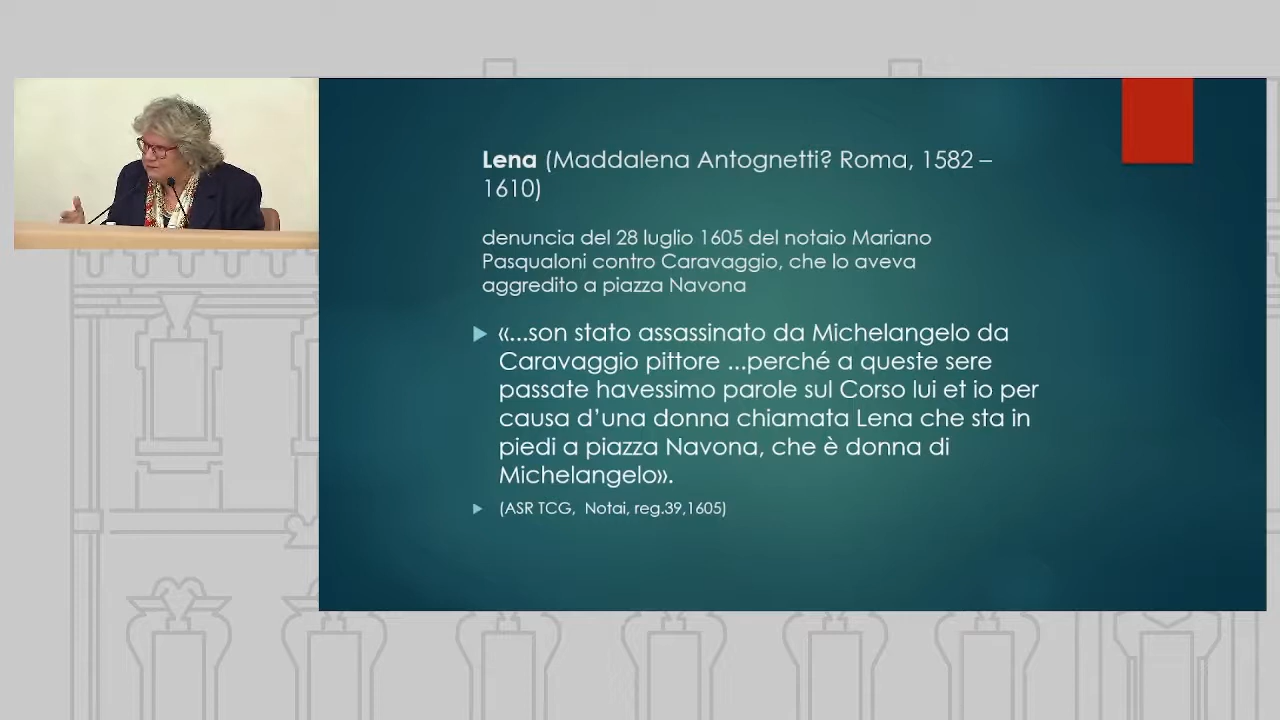 Lena (Maddalena Antognetti? Roma, 1582 –
1610)
denuncia del 28 luglio 1605 del notaio Mariano
Pasqualoni contro Caravaggio, che lo aveva
aggredito a piazza Navona
«...son stato assassinato da Michelangelo da
Caravaggio pittore ...perché a queste sere
passate havessimo parole sul Corso lui et io per
causa d’una donna chiamata Lena che sta in
piedi a piazza Navona, che è donna di
Michelangelo».
(ASR TCG,  Notai, reg.39,1605)